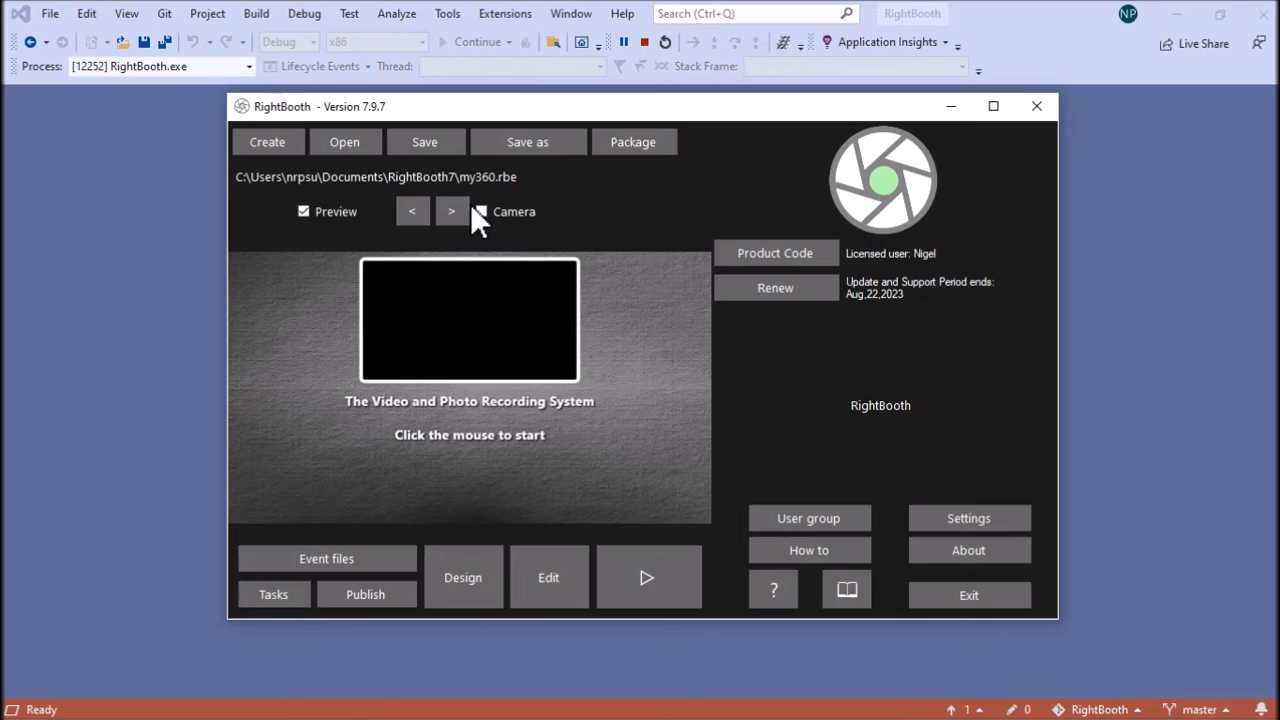 File Edit View Git Project Build Debug Test Analyze Tools Extensions Window Help Search (Ctrl+Q) RightBooth NP
Debug x86 Continue Application Insights Live Share
Process: [12252] RightBooth.exe Lifecycle Events Thread: Stack Frame:
RightBooth - Version 7.9.7
Create Open Save Save as Package
C:\Users\nrpsu\Documents\RightBooth7\my360.rbe
Preview < > Camera
Product Code Licensed user: Nigel
Renew Update and Support Period ends:
Aug,22,2023
The Video and Photo Recording System
RightBooth
Click the mouse to start
User group Settings
Event files Design Edit How to About
Tasks Publish ? Exit
Ready 1 0 RightBooth master